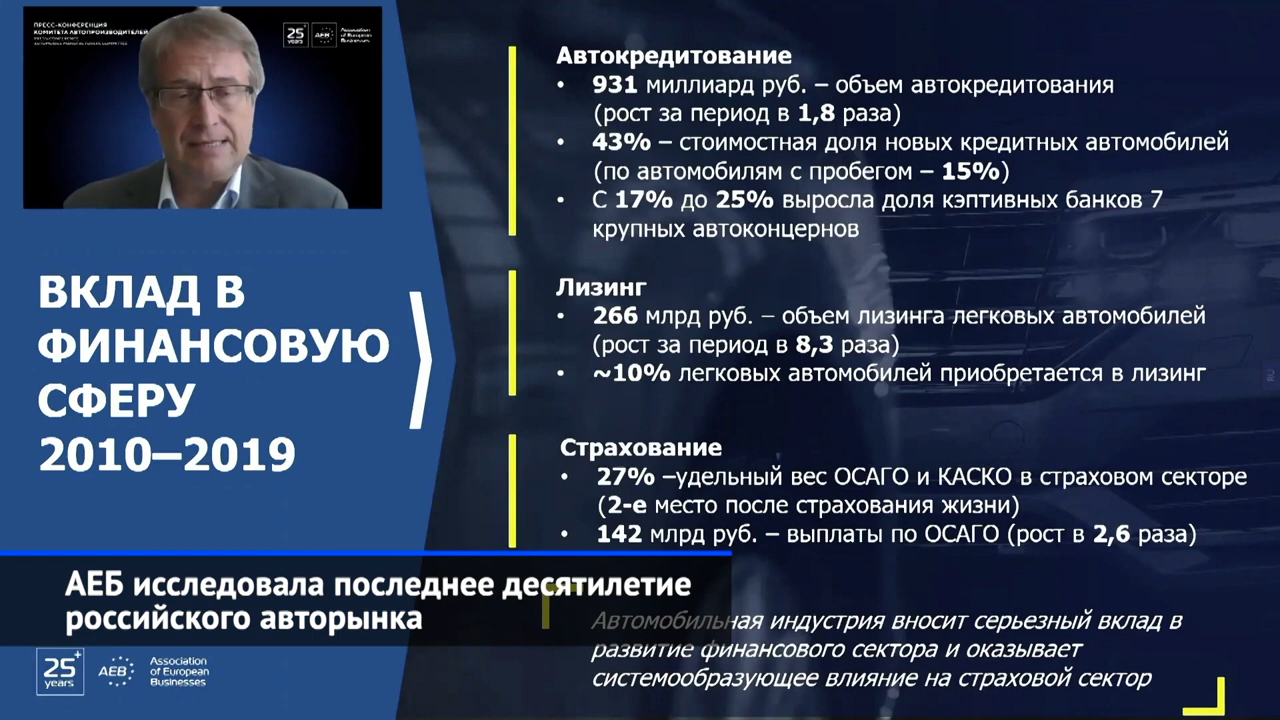 ПРЕСС-КОНФЕРЕНЦИЯ
КОМИТЕТА АВТОПРОИЗВОДИТЕЛЕЙ
25+
years
AEB
Association
of European
Businesses
Автокредитование
• 931 миллиард руб. – объем автокредитования
(рост за период в 1,8 раза)
• 43% – стоимостная доля новых кредитных автомобилей
(по автомобилям с пробегом – 15%)
• С 17% до 25% выросла доля кэптивных банков 7
крупных автоконцернов
ВКЛАД В
ФИНАНСОВУЮ
СФЕРУ
2010–2019
Лизинг
• 266 млрд руб. – объем лизинга легковых автомобилей
(рост за период в 8,3 раза)
• ~10% легковых автомобилей приобретается в лизинг
Страхование
• 27% –удельный вес ОСАГО и КАСКО в страховом секторе
(2-е место после страхования жизни)
• 142 млрд руб. – выплаты по ОСАГО (рост в 2,6 раза)
АЕБ исследовала последнее десятилетие
российского авторынка
Автомобильная индустрия вносит серьезный вклад в
развитие финансового сектора и оказывает
системообразующее влияние на страховой сектор
25+
years
AEB
Association
of European
Businesses